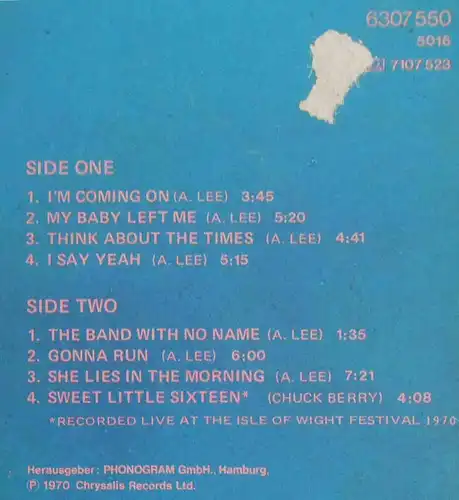 6307 550
5016
7107 523
SIDE ONE
1. I'M COMING ON (A. LEE) 3:45
2. MY BABY LEFT ME (A. LEE) 5:20
3. THINK ABOUT THE TIMES (A. LEE) 4:41
4. I SAY YEAH (A. LEE) 5:15
SIDE TWO
1. THE BAND WITH NO NAME (A. LEE) 1:35
2. GONNA RUN (A. LEE) 6:00
3. SHE LIES IN THE MORNING (A. LEE) 7:21
4. SWEET LITTLE SIXTEEN* (CHUCK BERRY) 4:08
*RECORDED LIVE AT THE ISLE OF WIGHT FESTIVAL 1970
Herausgeber: PHONOGRAM GmbH., Hamburg,
Ⓟ 1970 Chrysalis Records Ltd.